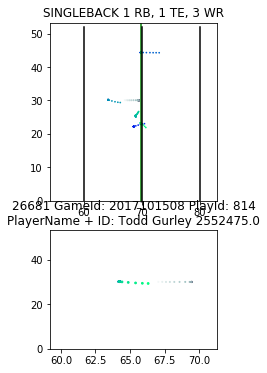 SINGLEBACK 1 RB, 1 TE, 3 WR
50
40
30
20
10
0
60 70 80
26681 GameId: 2017101508 PlayId: 814
PlayerName + ID: Todd Gurley 2552475.0
40
20
0
60.0 62.5 65.0 67.5 70.0